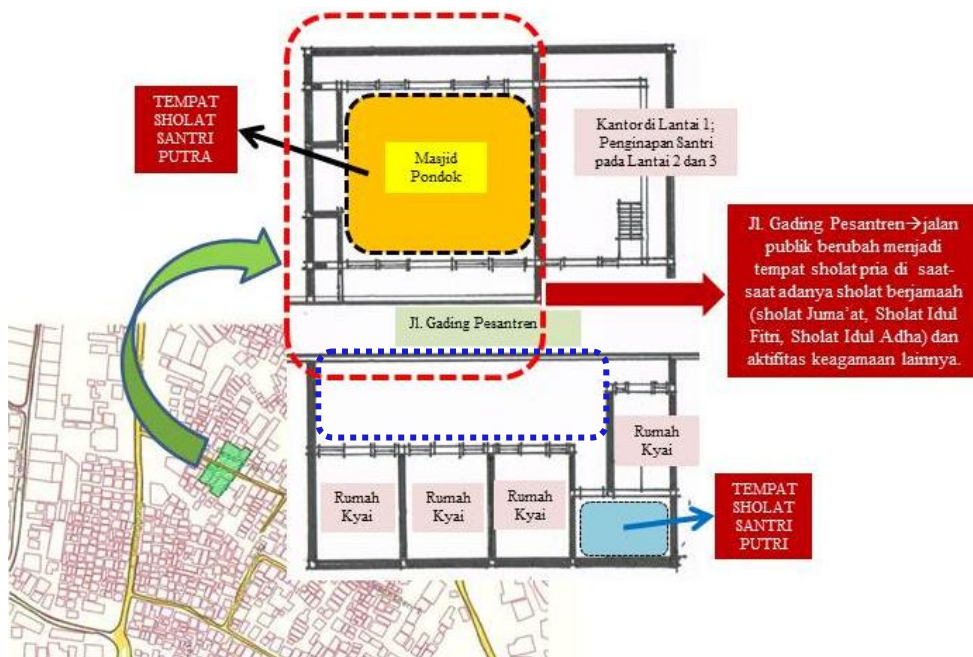 TEMPAT
SHOLAT
SANTRI
PUTRA
Masjid
Pondok
Kantor di Lantai 1;
Penginapan Santri
pada Lantai 2 dan 3
Jl. Gading Pesantren→jalan
publik berubah menjadi
tempat sholat pria di saat-
saat adanya sholat berjamaah
(sholat Juma'at, Sholat Idul
Fitri, Sholat Idul Adha) dan
aktifitas keagamaan lainnya.
Jl. Gading Pesantren
Rumah
Kyai
Rumah
Kyai
Rumah
Kyai
Rumah
Kyai
TEMPAT
SHOLAT
SANTRI
PUTRI